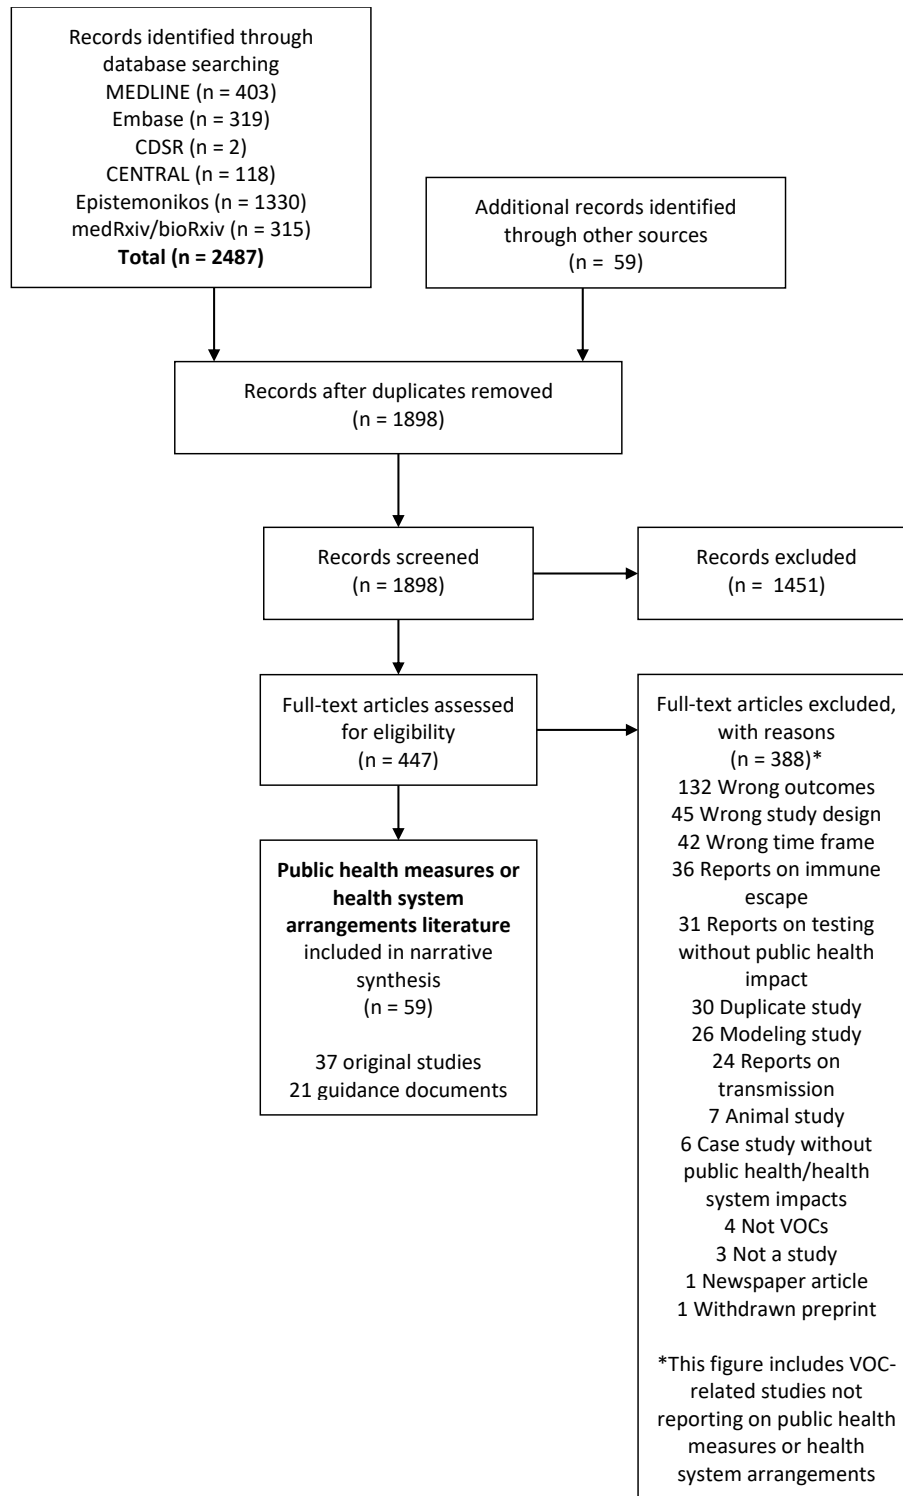 Records identified through
database searching
MEDLINE (n = 403)
Embase (n = 319)
CDSR (n = 2)
CENTRAL (n = 118)
Epistemonikos (n = 1330)
medRxiv/bioRxiv (n = 315)
Total (n = 2487)
Additional records identified
through other sources
(n =  59)
Records after duplicates removed
(n = 1898)
Records screened
(n = 1898)
Records excluded
(n =  1451)
Full-text articles assessed
for eligibility
(n = 447)
Full-text articles excluded,
with reasons
(n = 388)*
132 Wrong outcomes
45 Wrong study design
42 Wrong time frame
36 Reports on immune
escape
31 Reports on testing
without public health
impact
30 Duplicate study
26 Modeling study
24 Reports on
transmission
7 Animal study
6 Case study without
public health/health
system impacts
4 Not VOCs
3 Not a study
1 Newspaper article
1 Withdrawn preprint
*This figure includes VOC-
related studies not
reporting on public health
measures or health
system arrangements
Public health measures or
health system
arrangements literature
included in narrative
synthesis
(n = 59)
37 original studies
21 guidance documents